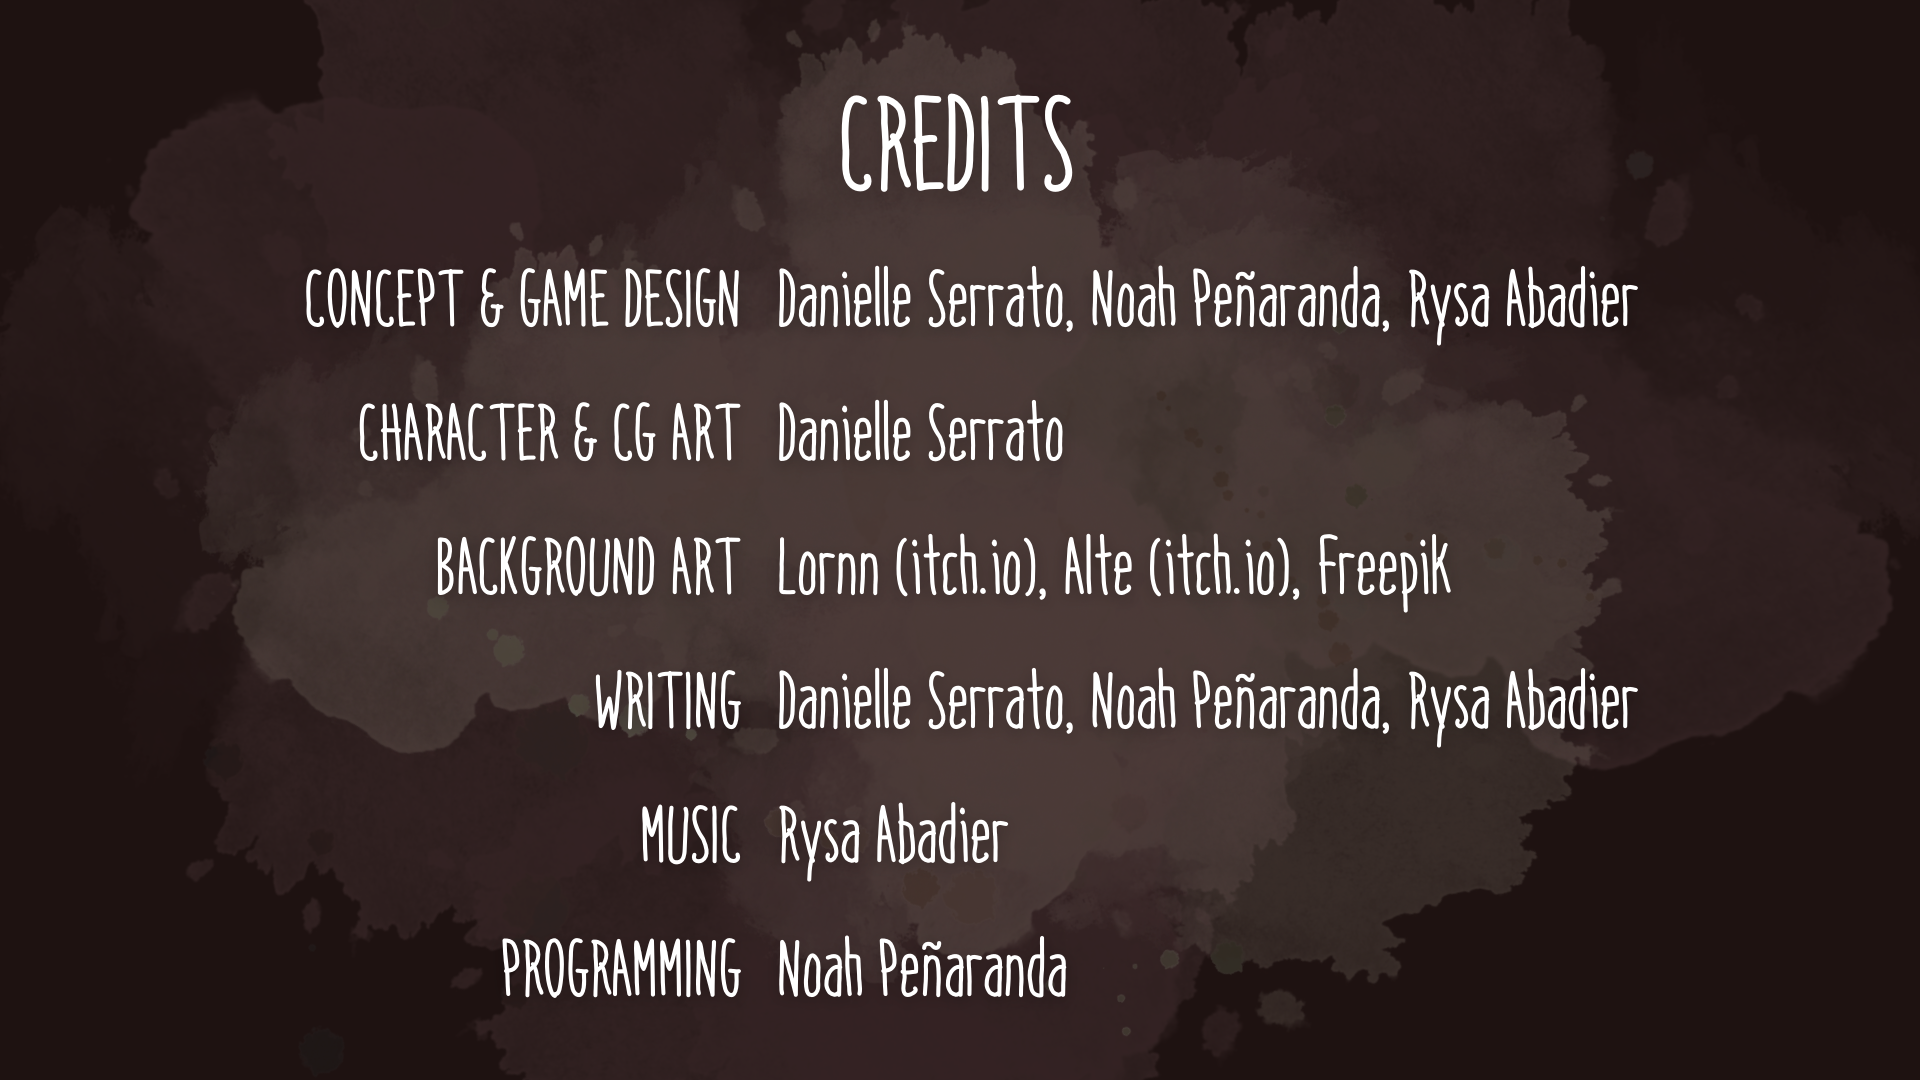 CREDITS
CONCEPT & GAME DESIGN Danielle Serrato, Noah Peñaranda, Rysa Abadier
CHARACTER & CG ART Danielle Serrato
BACKGROUND ART Lornn (itch.io), Alte (itch.io), Freepik
WRITING Danielle Serrato, Noah Peñaranda, Rysa Abadier
MUSIC Rysa Abadier
PROGRAMMING Noah Peñaranda